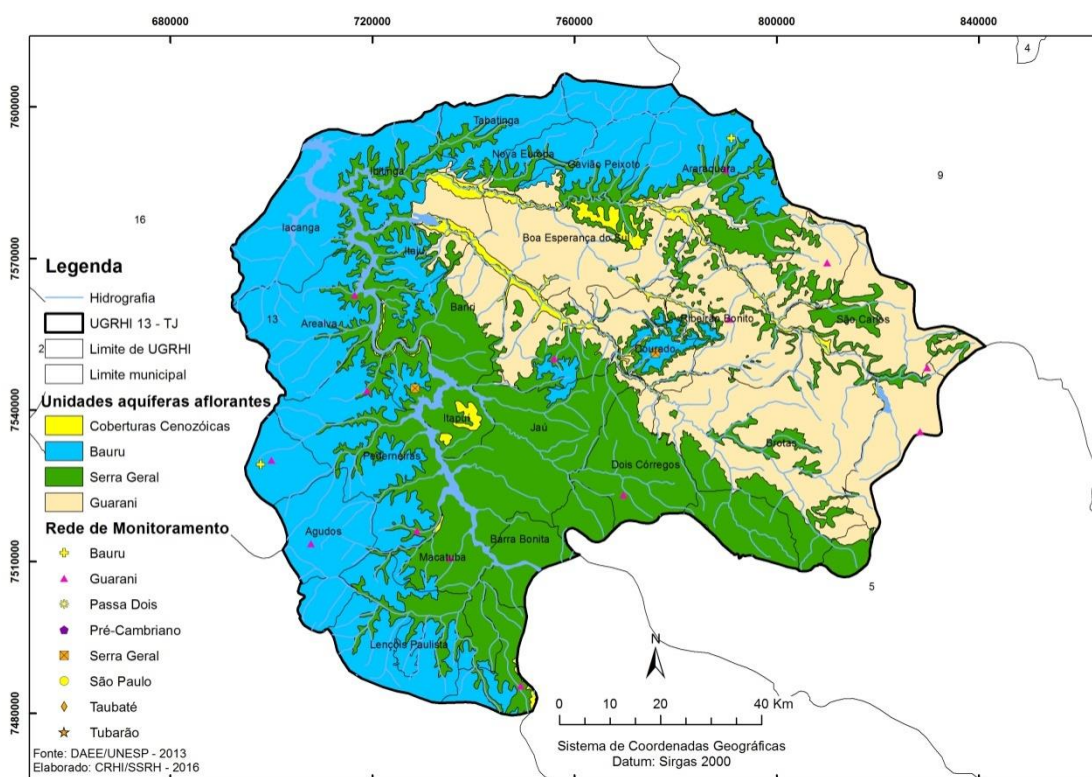 680000
720000
760000
800000
840000
7600000
7570000
7540000
7510000
7480000
4
9
16
13
2
5
Tabatinga
Nova Europa
Gavião Peixoto
Ibitinga
Araraquara
Iacanga
Boa Esperança do Sul
Itaju
Bariri
Ribeirão Bonito
São Carlos
Arealva
Dourado
Itapuí
Jaú
Brotas
Pederneiras
Dois Córregos
Agudos
Barra Bonita
Macatuba
Lençóis Paulista
Legenda
Hidrografia
UGRHI 13 - TJ
Limite de UGRHI
Limite municipal
Unidades aquíferas aflorantes
Coberturas Cenozóicas
Bauru
Serra Geral
Guarani
Rede de Monitoramento
Bauru
Guarani
Passa Dois
Pré-Cambriano
Serra Geral
São Paulo
Taubaté
Tubarão
Fonte: DAEE/UNESP - 2013
Elaborado: CRHI/SSRH - 2016
N
0 10 20 40 Km
Sistema de Coordenadas Geográficas
Datum: Sirgas 2000